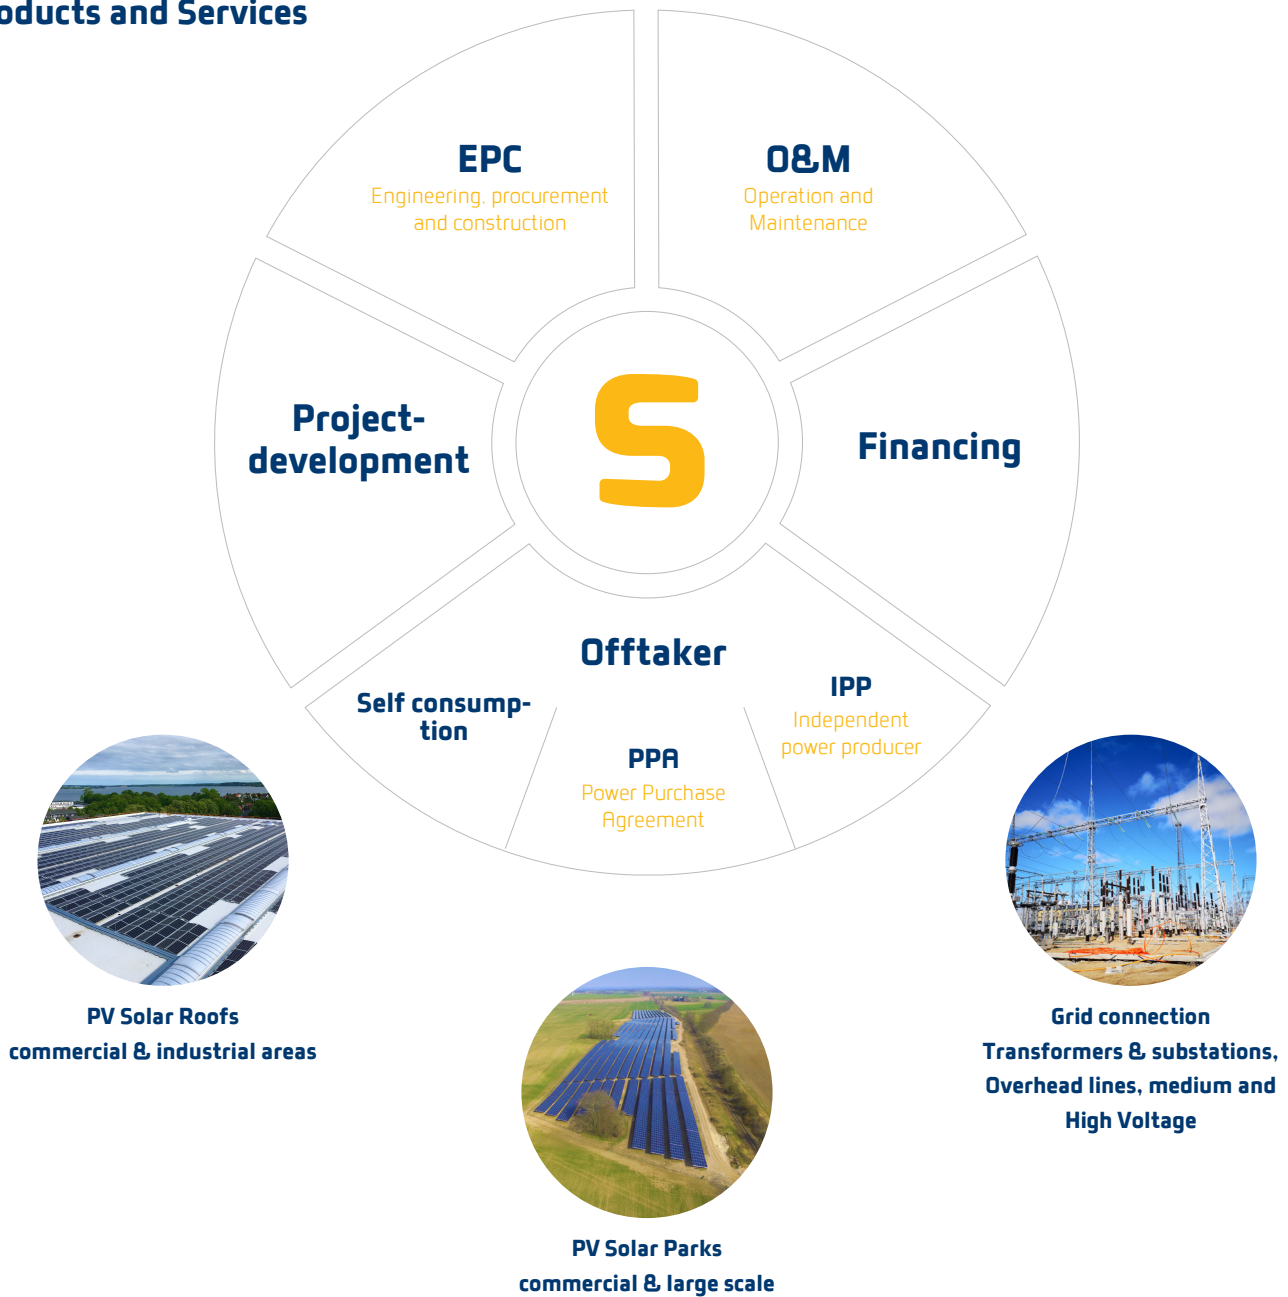 oducts and Services
EPC
Engineering, procurement
and construction
O&M
Operation and
Maintenance
Project-
development
S
Financing
Offtaker
Self consump-
tion
PPA
Power Purchase
Agreement
IPP
Independent
power producer
PV Solar Roofs
commercial & industrial areas
PV Solar Parks
commercial & large scale
Grid connection
Transformers & substations,
Overhead lines, medium and
High Voltage